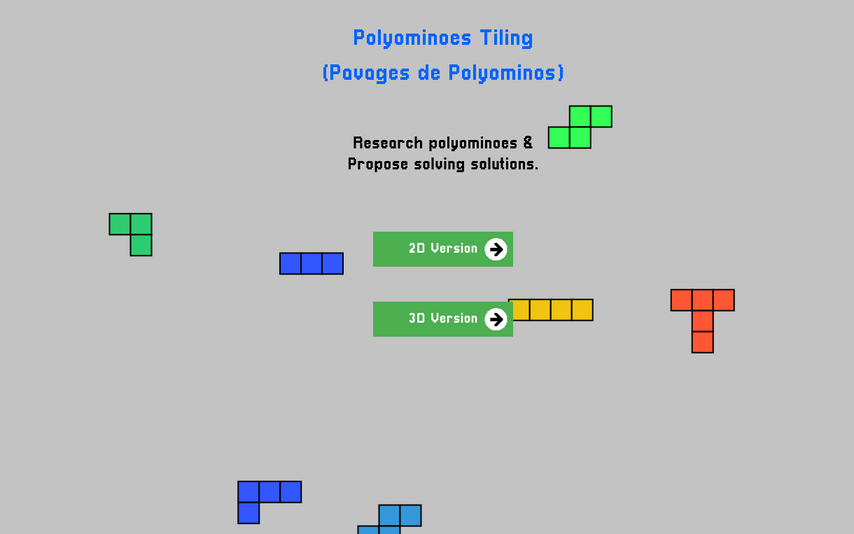 Polyominoes Tiling
(Pavages de Polyominos)
Research polyominoes &
Propose solving solutions.
2D Version
3D Version